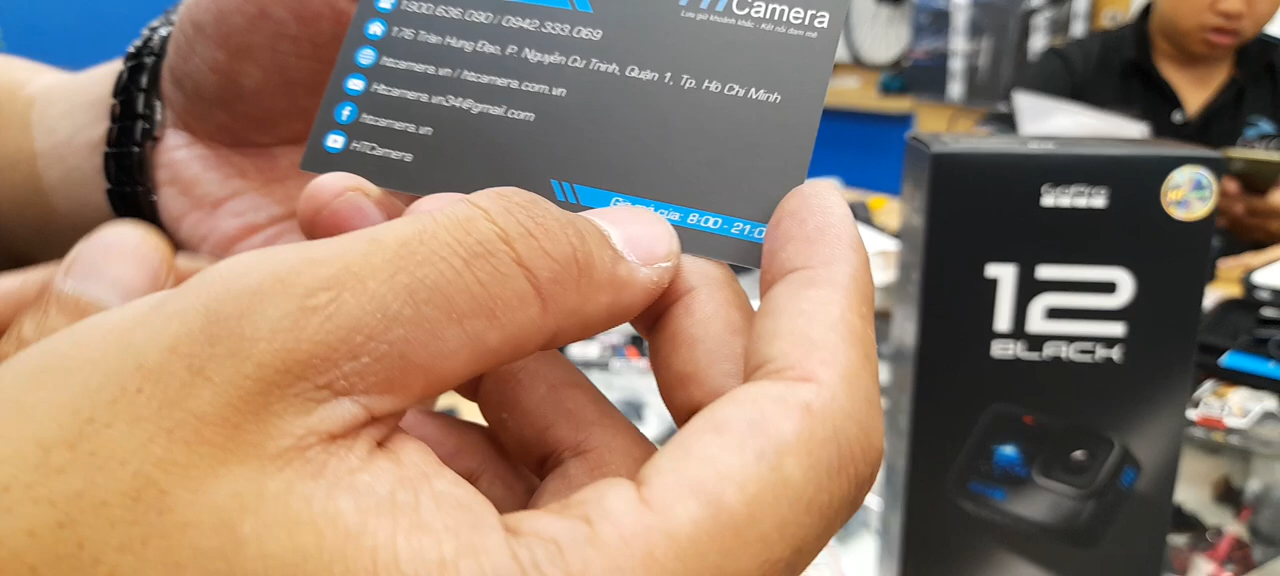 HTCamera
Lưu giữ khoảnh khắc - Kết nối đam mê
1900.636.090 / 0942.333.069
176 Trần Hưng Đạo, P. Nguyễn Cư Trinh, Quận 1, Tp. Hồ Chí Minh
htcamera.vn / htcamera.com.vn
Htcamera.vn34@gmail.com
htcamera.vn
HTCamera
Giờ mở cửa: 8:00 - 21:0
GoPro
12
BLACK